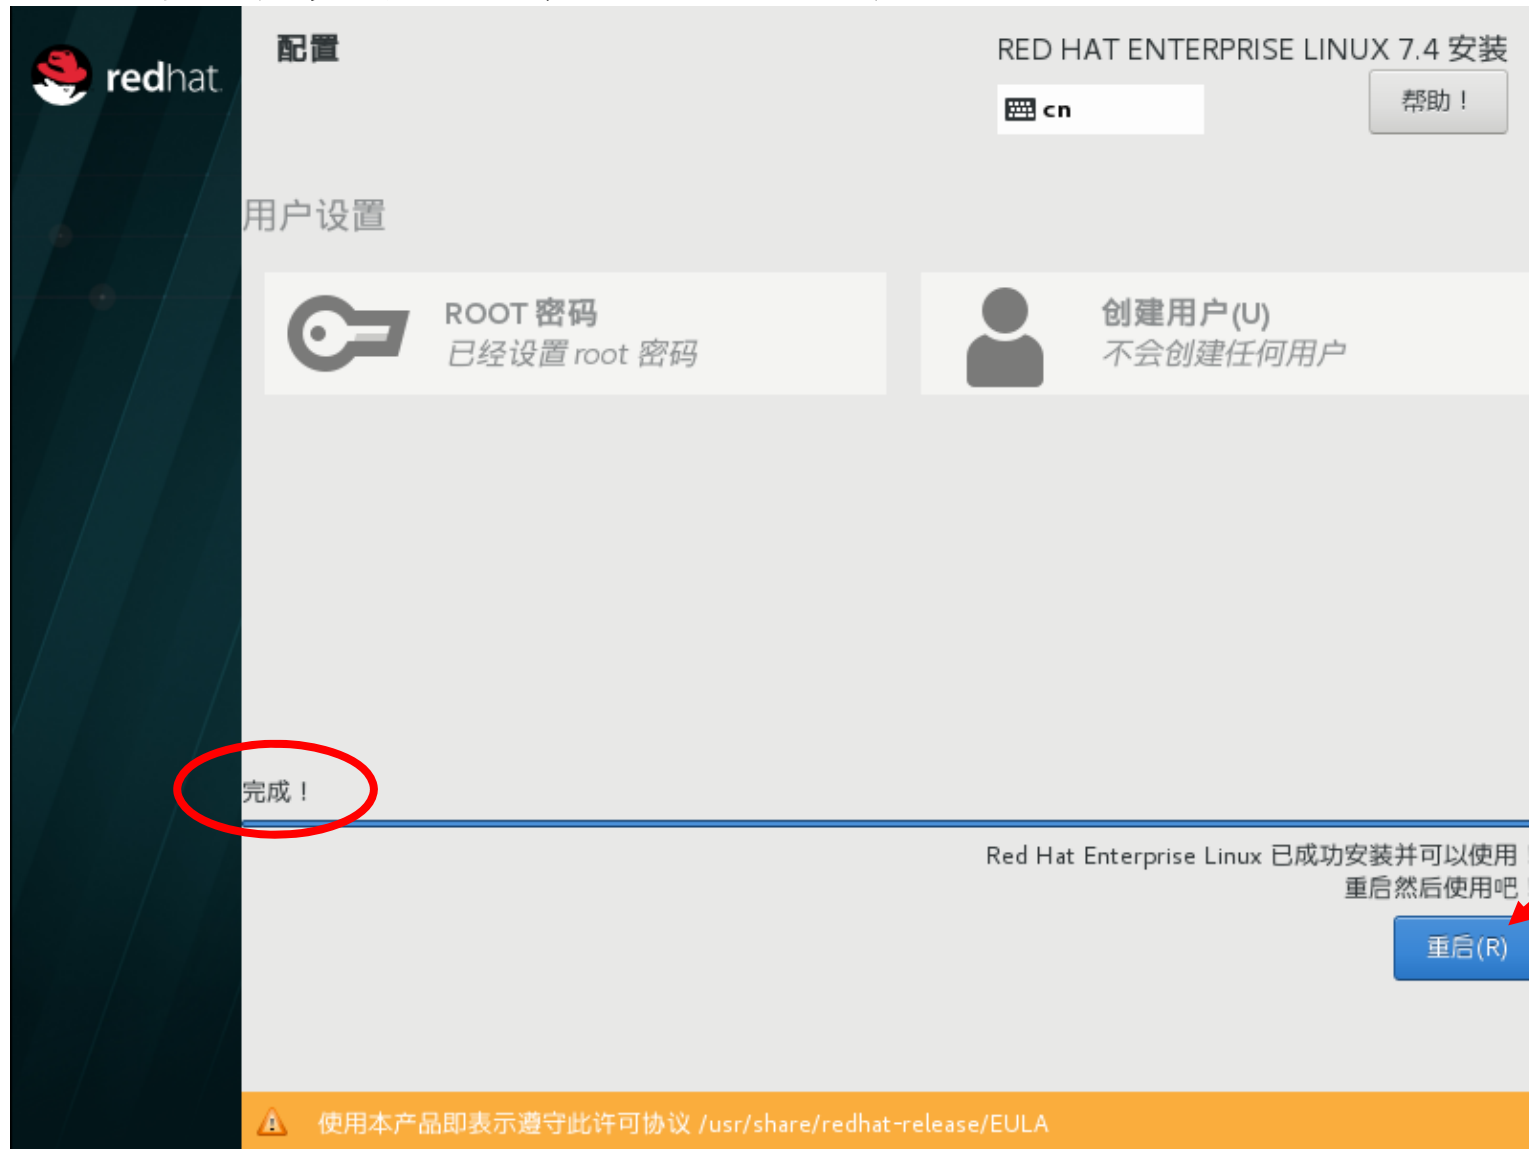 redhat.
配置
RED HAT ENTERPRISE LINUX 7.4 安装
cn
帮助！
用户设置
ROOT 密码
已经设置 root 密码
创建用户(U)
不会创建任何用户
完成！
Red Hat Enterprise Linux 已成功安装并可以使用！
重启然后使用吧！
重启(R)
使用本产品即表示遵守此许可协议 /usr/share/redhat-release/EULA